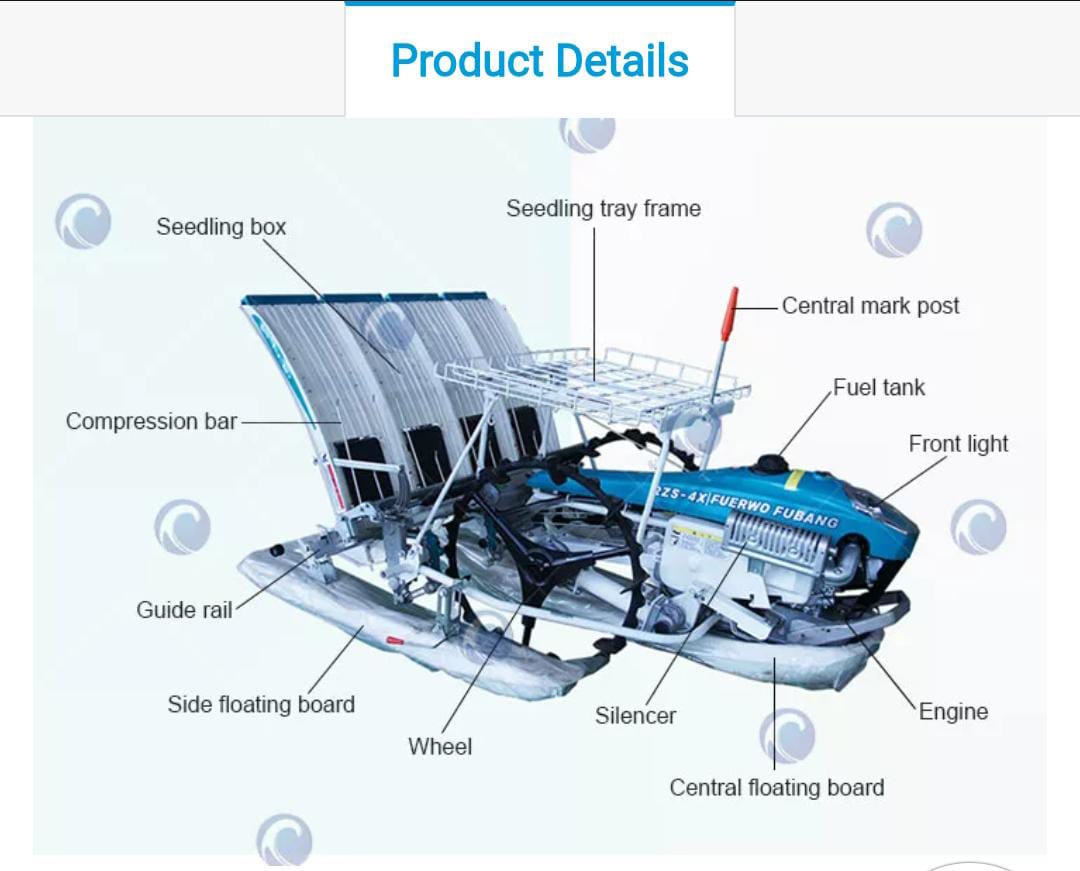 Product Details
Seedling tray frame
Seedling box
Central mark post
Fuel tank
Compression bar
Front light
2ZS-4X|FUERWO FUBANG
Guide rail
Side floating board
Silencer
Engine
Wheel
Central floating board